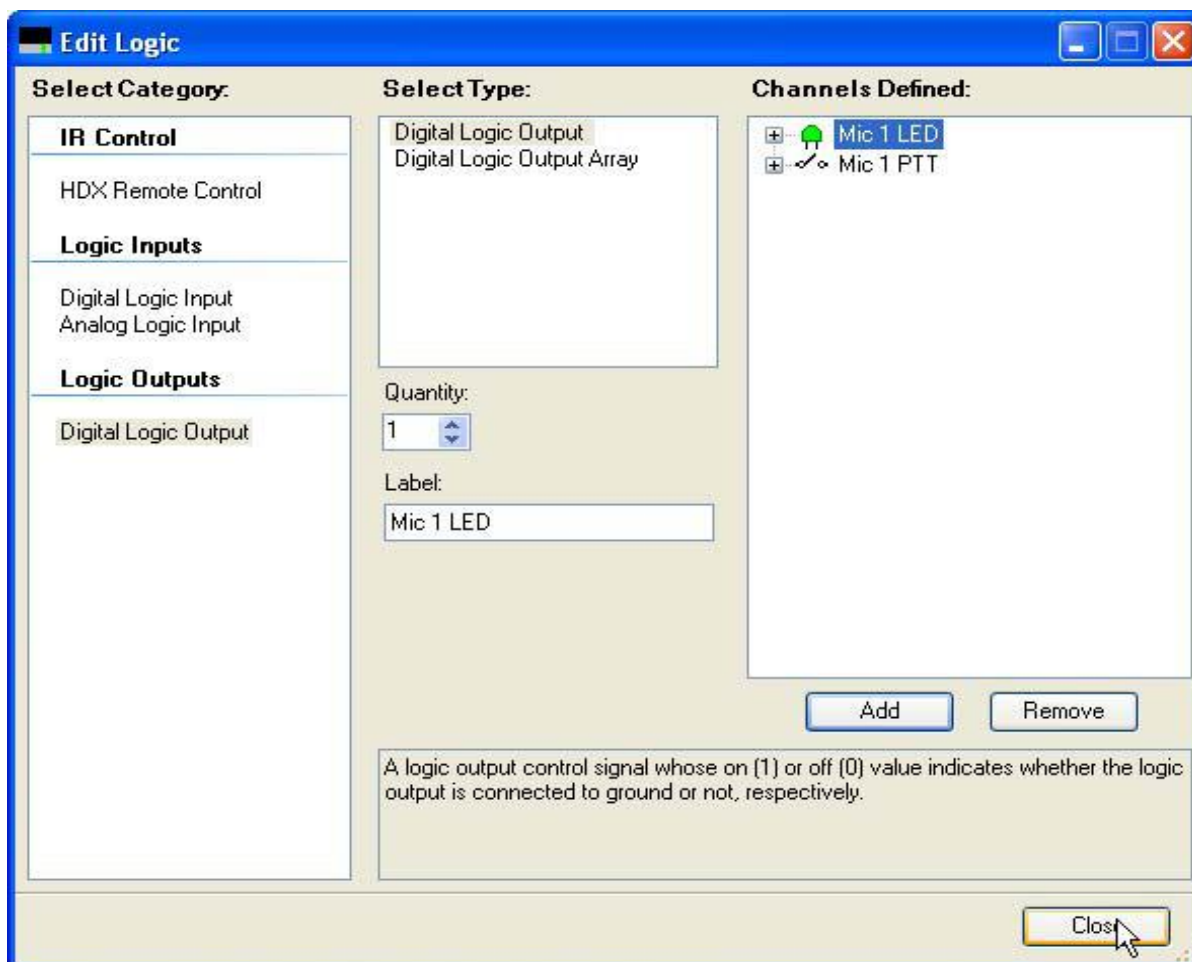 Edit Logic
Select Category:
IR Control
HDX Remote Control
Logic Inputs
Digital Logic Input
Analog Logic Input
Logic Outputs
Digital Logic Output
Select Type:
Digital Logic Output
Digital Logic Output Array
Quantity:
1
Label:
Mic 1 LED
Channels Defined:
Mic 1 LED
Mic 1 PTT
Add
Remove
A logic output control signal whose on (1) or off (0) value indicates whether the logic
output is connected to ground or not, respectively.
Close